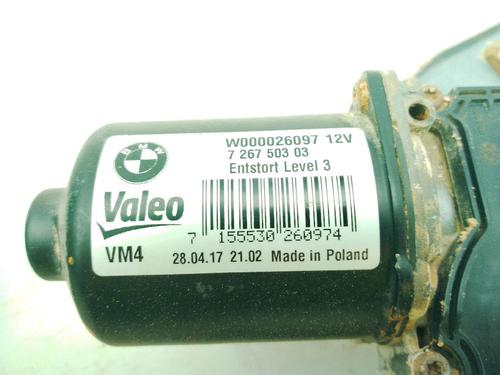 BMW
W000026097 12V
7 267 503 03
Entstort Level 3
Valeo
7 155530 260974
VM4 28.04.17 21.02 Made in Poland